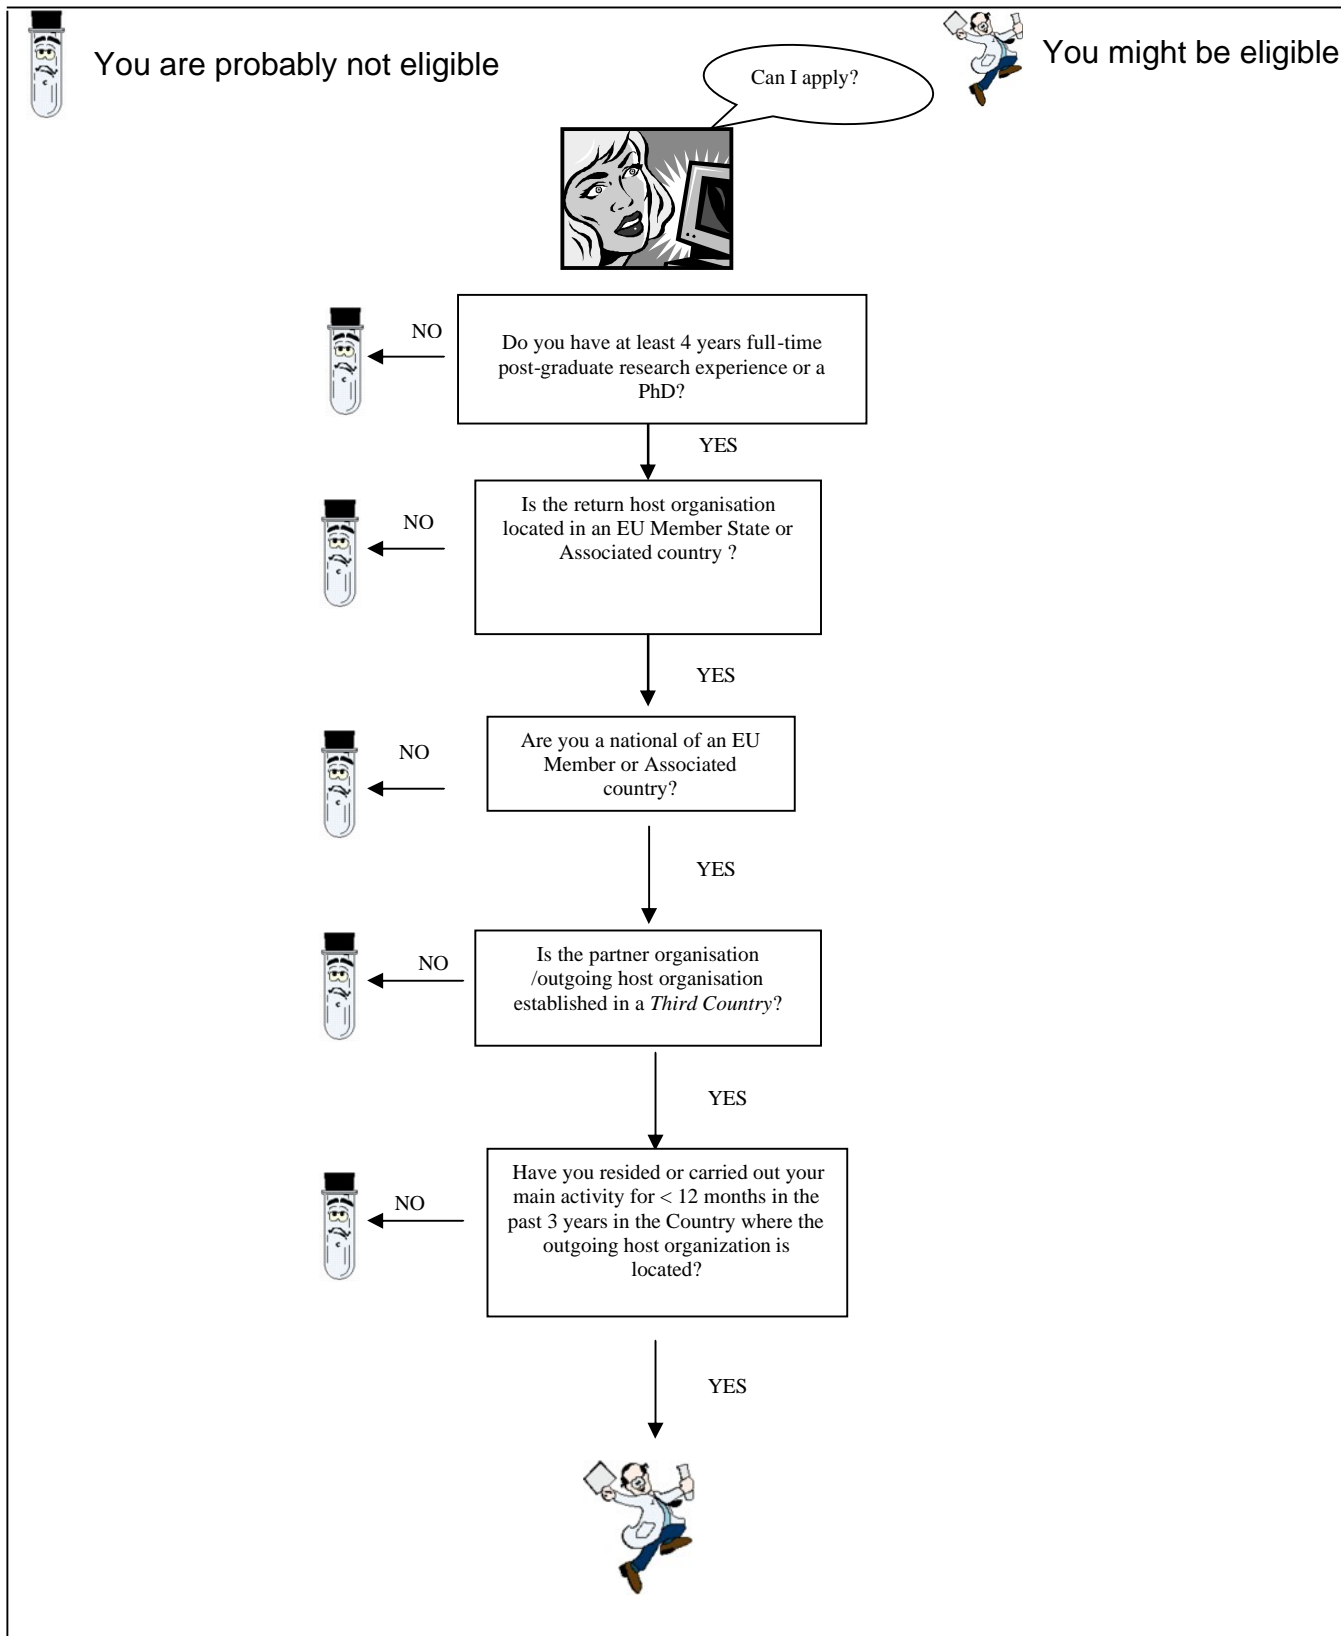 You are probably not eligible
You might be eligible
Can I apply?
NO
Do you have at least 4 years full-time
post-graduate research experience or a
PhD?
YES
NO
Is the return host organisation
located in an EU Member State or
Associated country ?
YES
NO
Are you a national of an EU
Member or Associated
country?
YES
NO
Is the partner organisation
/outgoing host organisation
established in a Third Country?
YES
NO
Have you resided or carried out your
main activity for < 12 months in the
past 3 years in the Country where the
outgoing host organization is
located?
YES